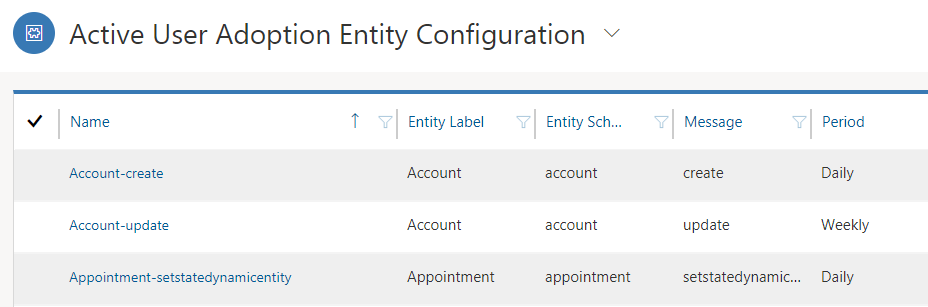 Active User Adoption Entity Configuration
Name Entity Label Entity Sch... Message Period
Account-create Account account create Daily
Account-update Account account update Weekly
Appointment-setstatedynamicentity Appointment appointment setstatedynamic... Daily